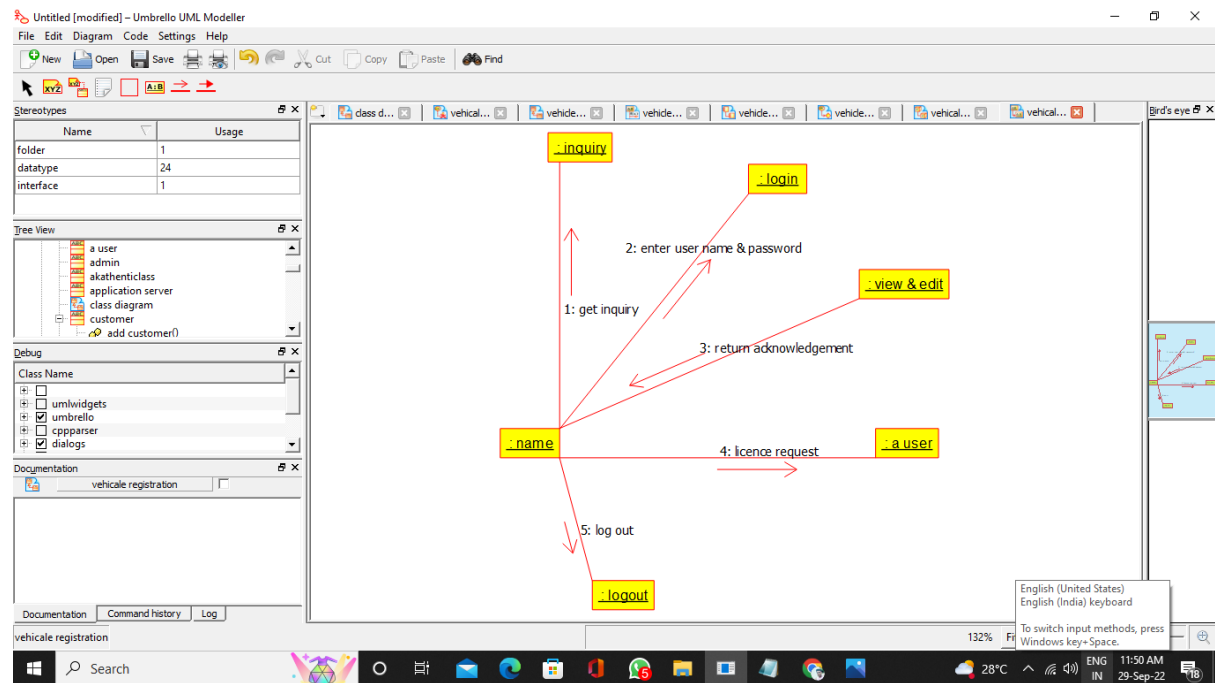 Untitled [modified] – Umbrello UML Modeller
File Edit Diagram Code Settings Help
New Open Save Cut Copy Paste Find
XYZ A:B
Stereotypes
Name Usage
folder 1
datatype 24
interface 1
Tree View
a user
admin
akathenticlass
application server
class diagram
customer
add customer()
Debug
Class Name
umlwidgets
umbrello
cppparser
dialogs
Documentation
vehicale registration
Documentation Command history Log
vehicale registration
class d... vehical... vehicle... vehicle... vehicle... vehicle... vehical... vehical...
Bird's eye
: inquiry
: login
2: enter user name & password
: view & edit
1: get inquiry
3: return acknowledgement
: name
: a user
4: licence request
5: log out
: logout
English (United States)
English (India) keyboard
To switch input methods, press
Windows key+Space.
132%
Search
28°C
ENG
IN
11:50 AM
29-Sep-22
18